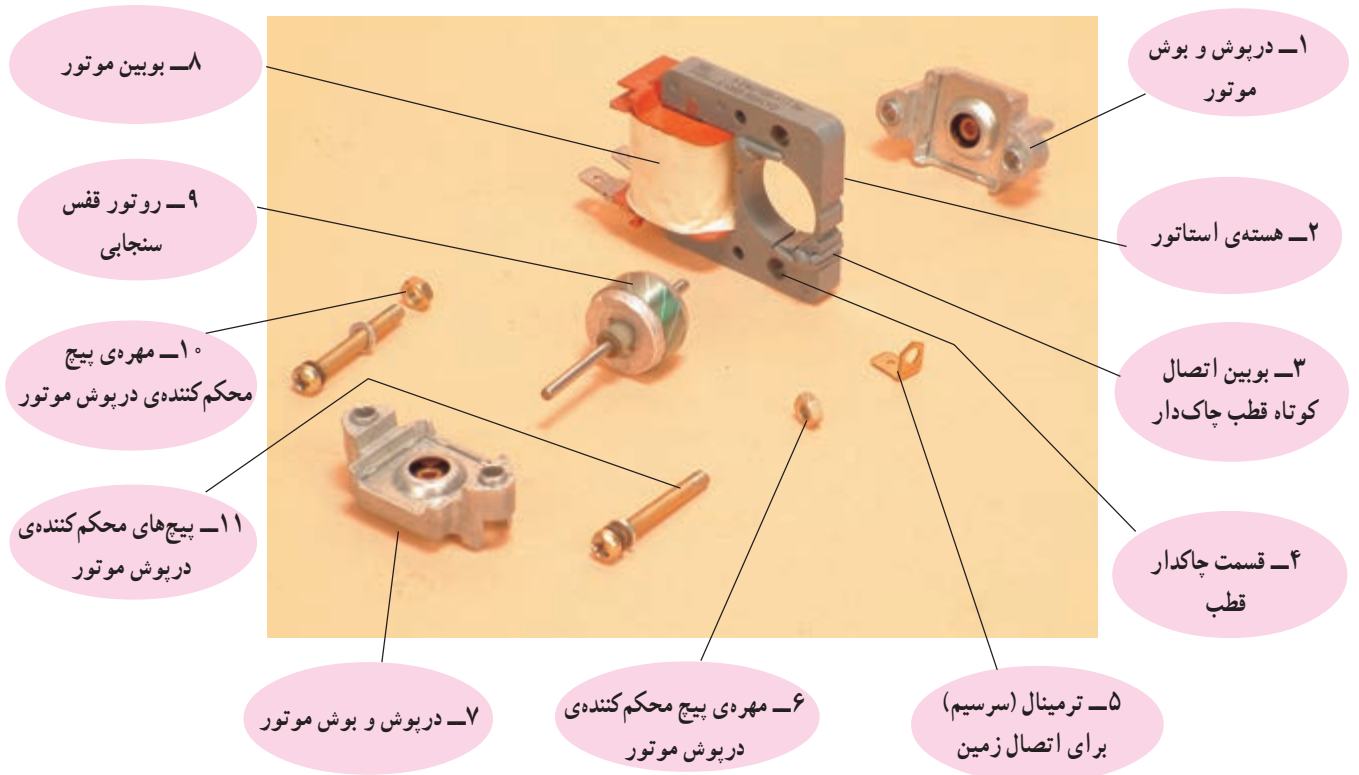 ۱ــ درپوش و بوش
موتور
۲ــ هسته‌ی استاتور
۳ــ بوبین اتصال
کوتاه قطب چاک‌دار
۴ــ قسمت چاکدار
قطب
۵ــ ترمینال (سرسیم)
برای اتصال زمین
۶ــ مهره‌ی پیچ محکم‌کننده‌ی
درپوش موتور
۷ــ درپوش و بوش موتور
۸ــ بوبین موتور
۹ــ روتور قفس
سنجابی
۱۰ــ مهره‌ی پیچ
محکم‌کننده‌ی درپوش موتور
۱۱ــ پیچ‌های محکم‌کننده‌ی
درپوش موتور